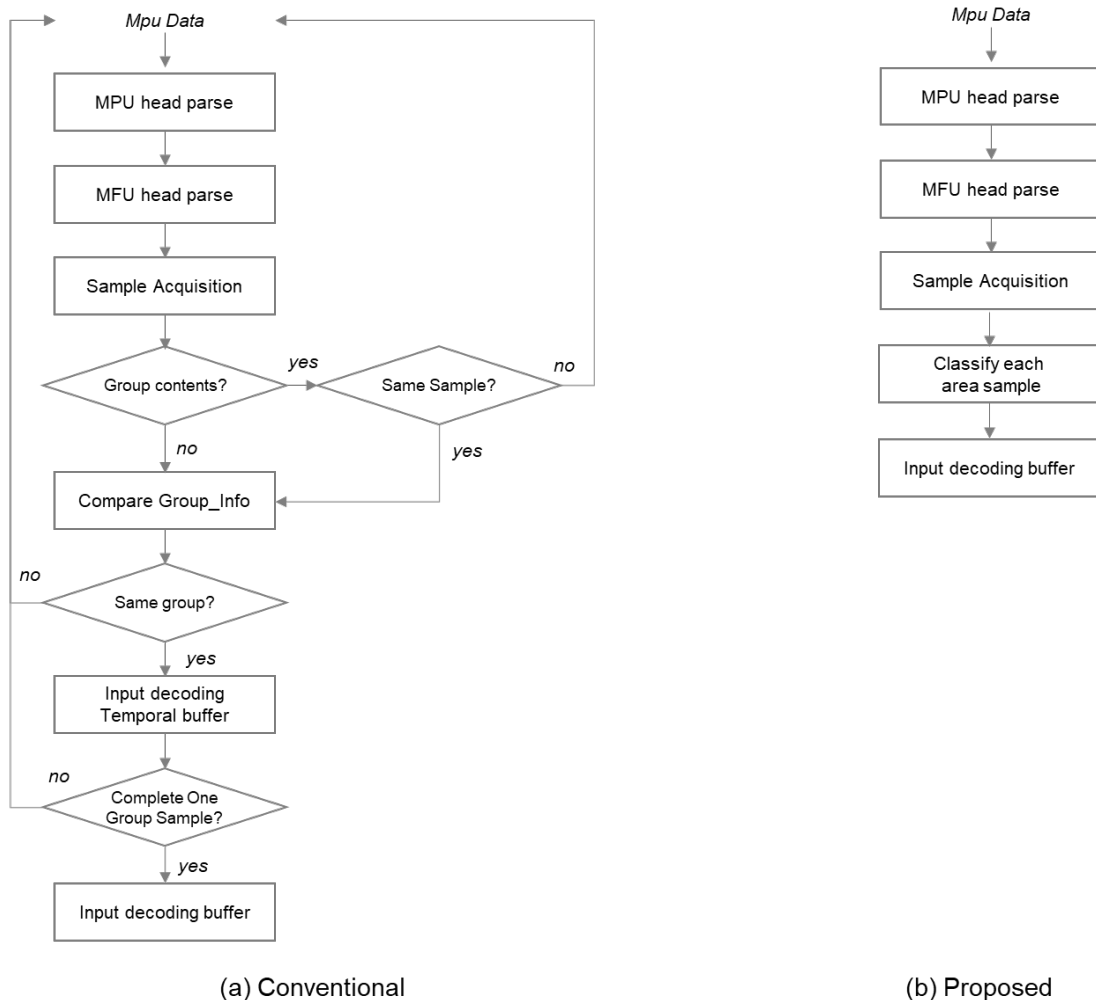 Mpu Data
MPU head parse
MFU head parse
Sample Acquisition
Group contents?
yes
Same Sample?
no
no
yes
Compare Group_Info
no
Same group?
yes
Input decoding
Temporal buffer
no
Complete One
Group Sample?
yes
Input decoding buffer
(a) Conventional
Mpu Data
MPU head parse
MFU head parse
Sample Acquisition
Classify each
area sample
Input decoding buffer
(b) Proposed